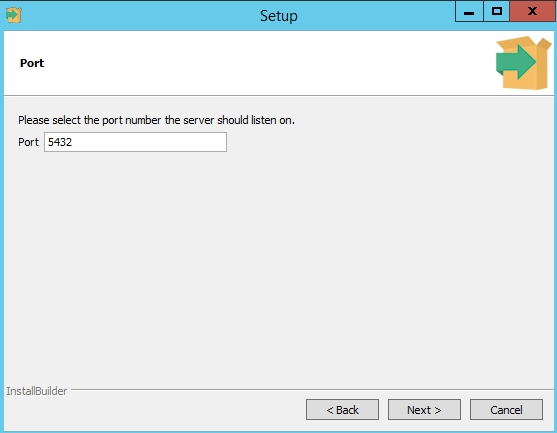 Setup
Port
Please select the port number the server should listen on.
Port 5432
InstallBuilder
< Back Next > Cancel